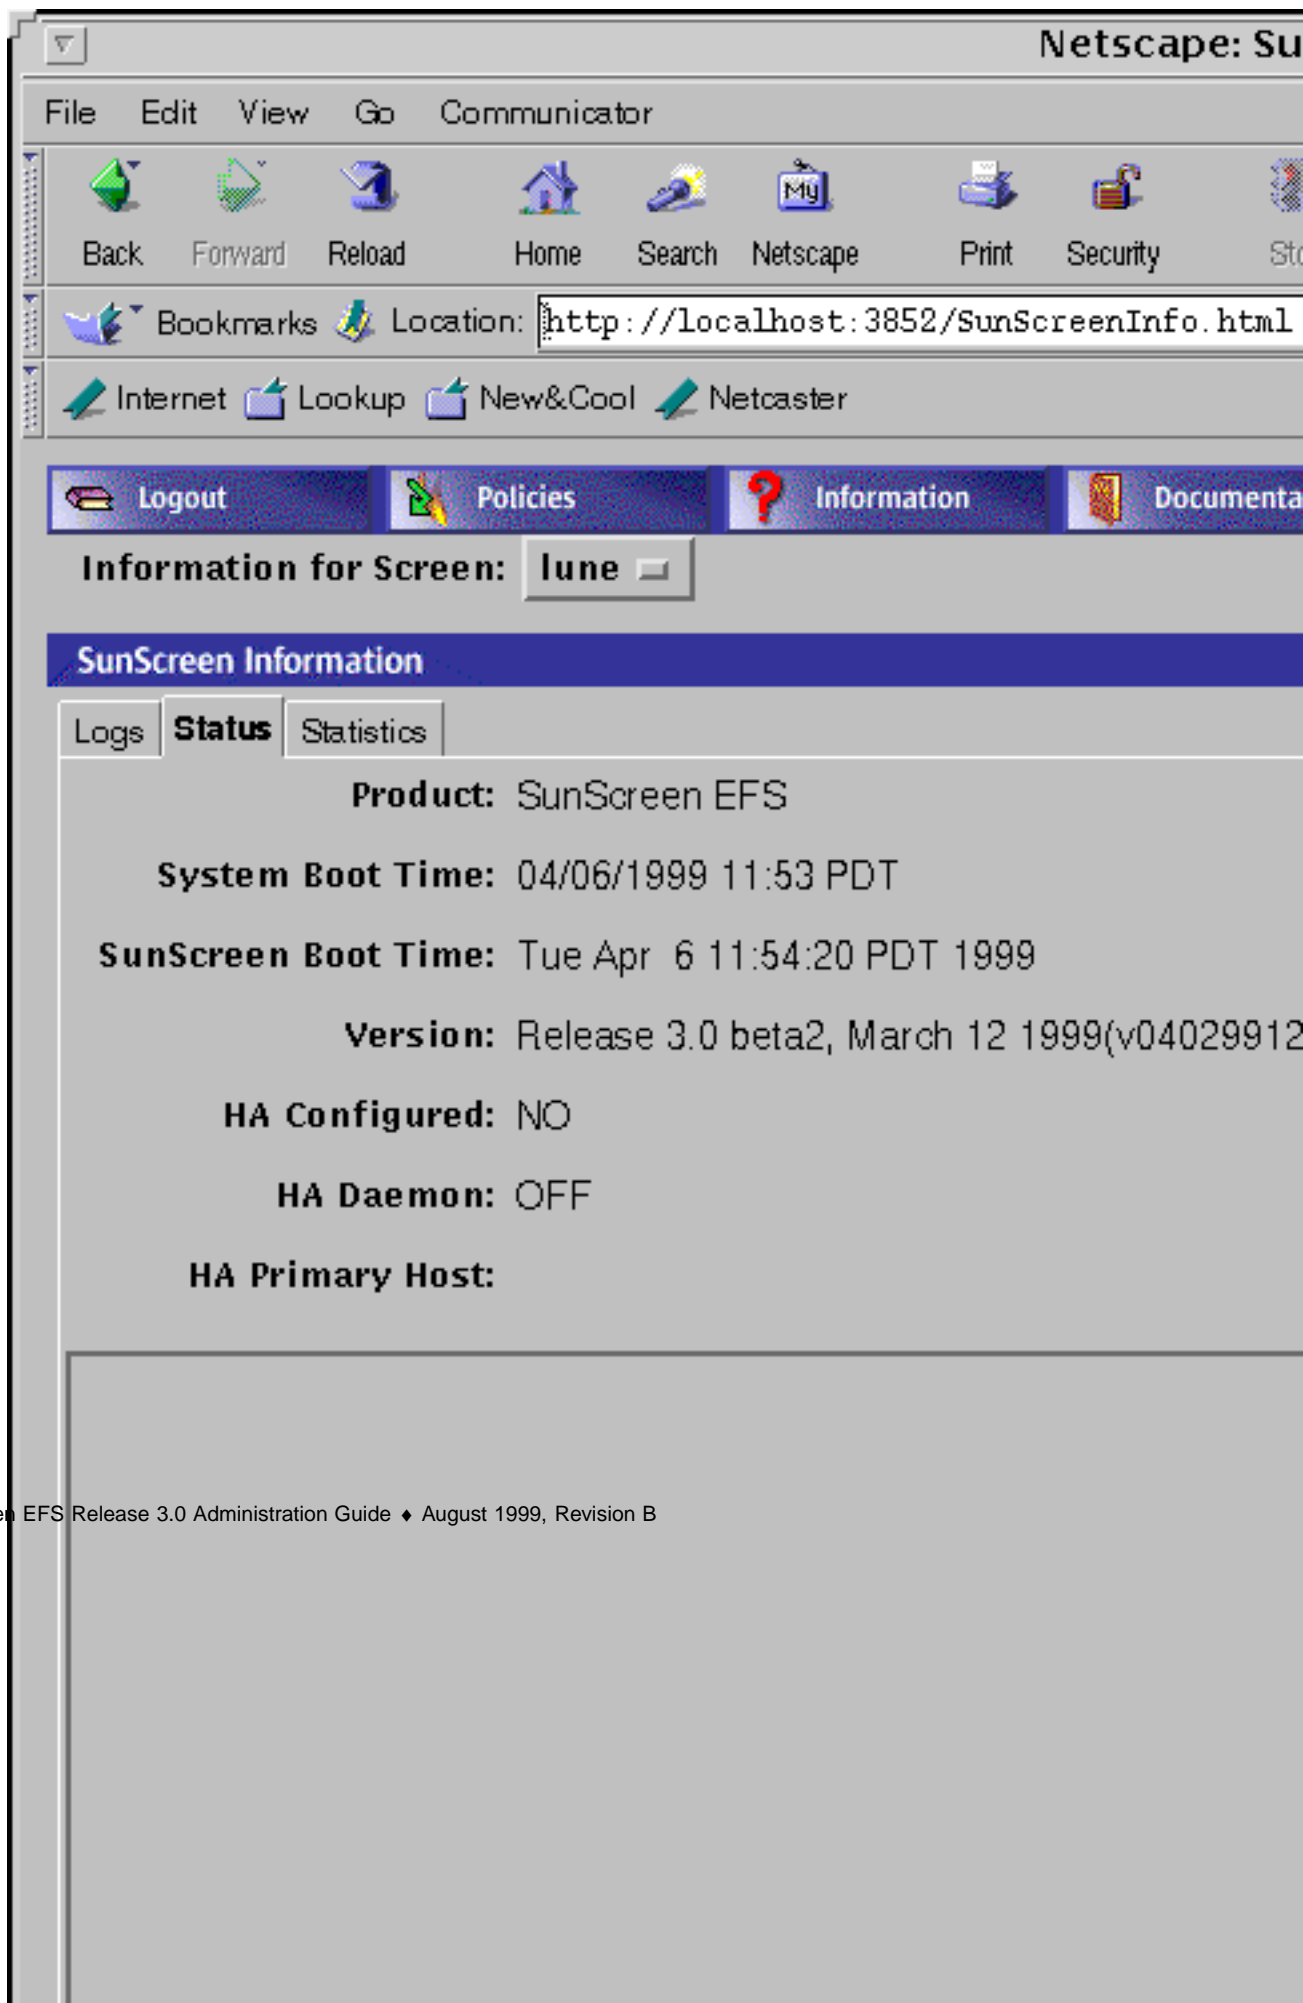 Netscape: Su
File Edit View Go Communicator
My
Back Forward Reload Home Search Netscape Print Security
Bookmarks Location: http://localhost:3852/SunScreenInfo.html
Internet Lookup New&Cool Netcaster
Logout Policies Information Documenta
Information for Screen: lune
SunScreen Information
Logs Status Statistics
Product: SunScreen EFS
System Boot Time: 04/06/1999 11:53 PDT
SunScreen Boot Time: Tue Apr 6 11:54:20 PDT 1999
Version: Release 3.0 beta2, March 12 1999(v04029912
HA Configured: NO
HA Daemon: OFF
HA Primary Host:
EFS Release 3.0 Administration Guide ♦ August 1999, Revision B